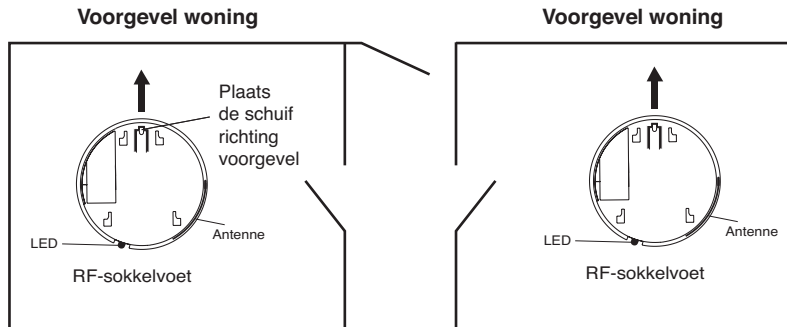 Voorgevel woning
Voorgevel woning
Plaats
de schuif
richting
voorgevel
Antenne
LED
RF-sokkelvoet
Antenne
LED
RF-sokkelvoet